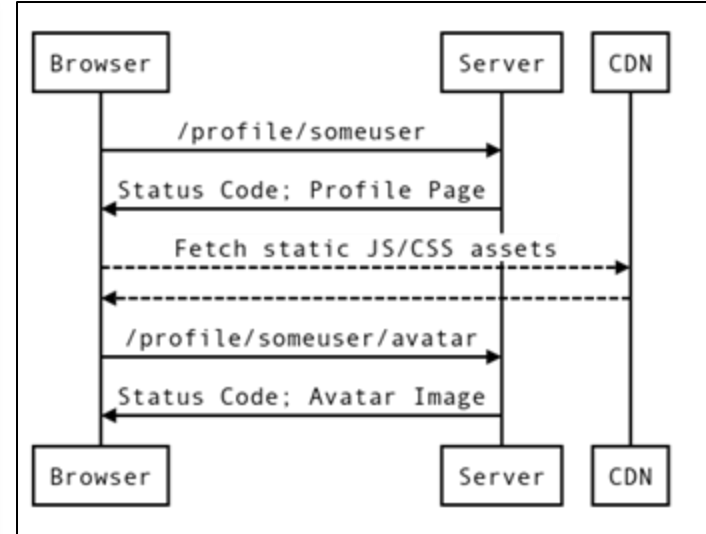 Browser
Server
CDN
/profile/someuser
Status Code; Profile Page
Fetch static JS/CSS assets
/profile/someuser/avatar
Status Code; Avatar Image
Browser
Server
CDN